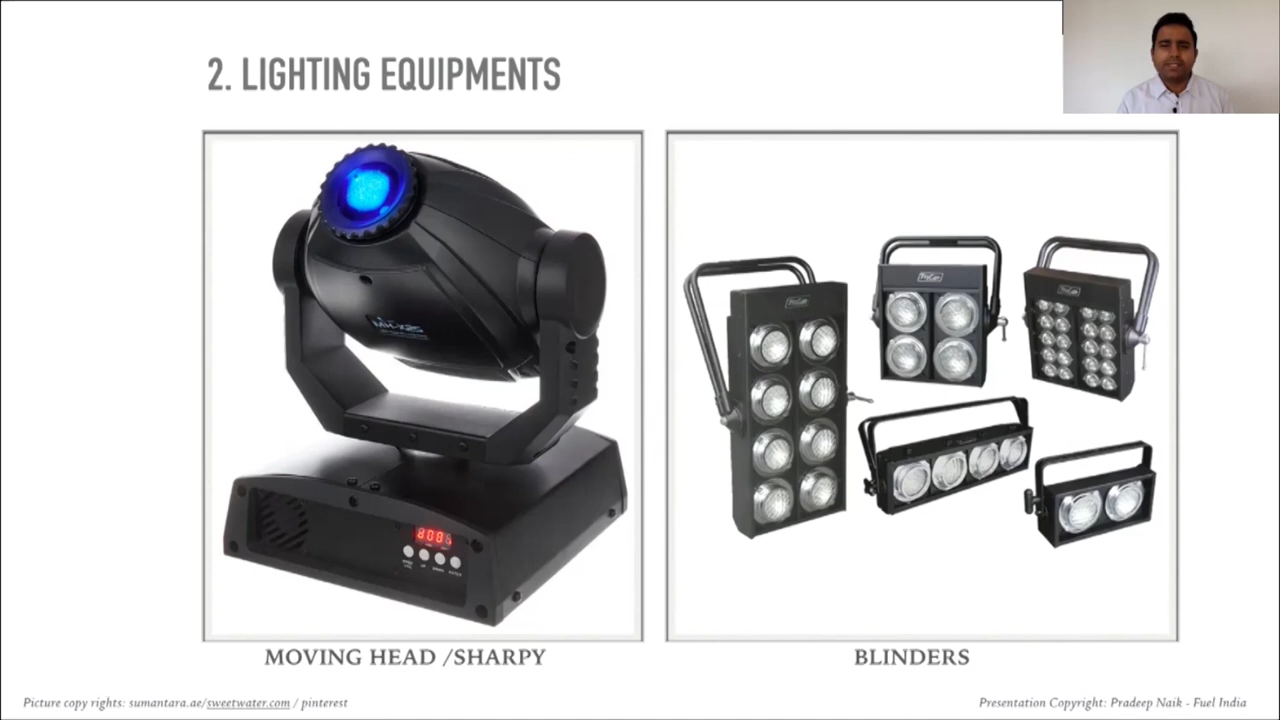 2. LIGHTING EQUIPMENTS
MOVING HEAD /SHARPY
BLINDERS
Picture copy rights: sumantara.ae/sweetwater.com / pinterest
Presentation Copyright: Pradeep Naik - Fuel India